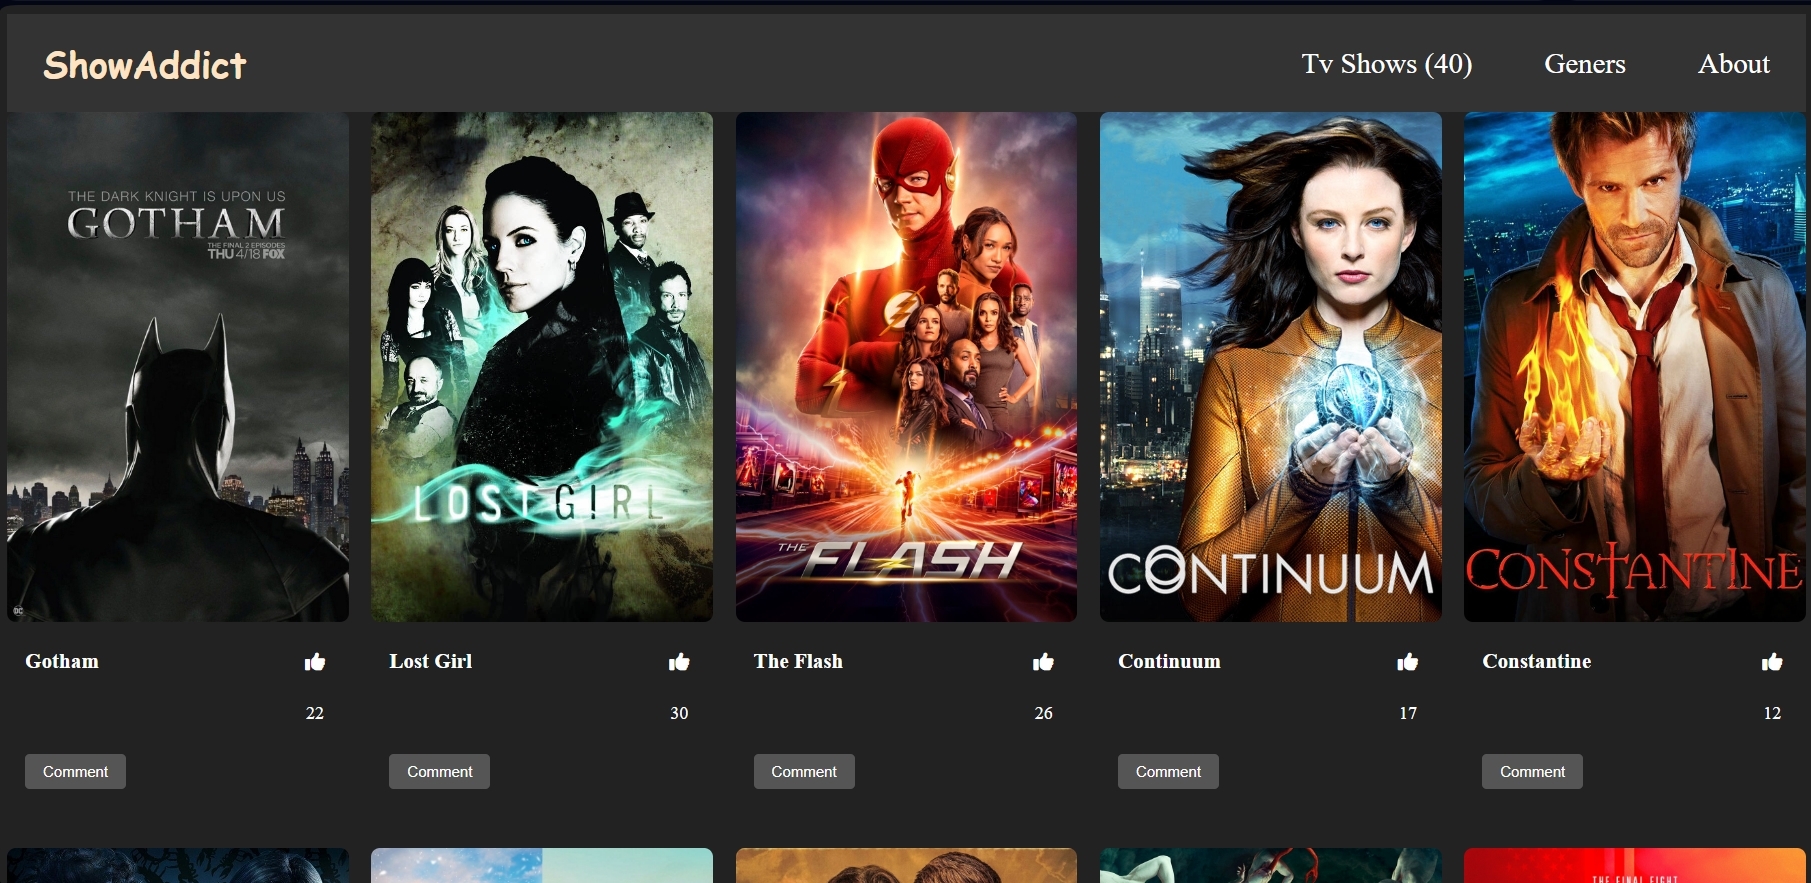 ShowAddict
Tv Shows (40) Geners About
THE DARK KNIGHT IS UPON US
GOTHAM
THE FINAL 2 EPISODES
THU 4/18 FOX
DC
LOST G!RL
THE FLASH
CONTINUUM
CONSTANTINE
Gotham
22
Comment
Lost Girl
30
Comment
The Flash
26
Comment
Continuum
17
Comment
Constantine
12
Comment
THE FINAL FIGHT